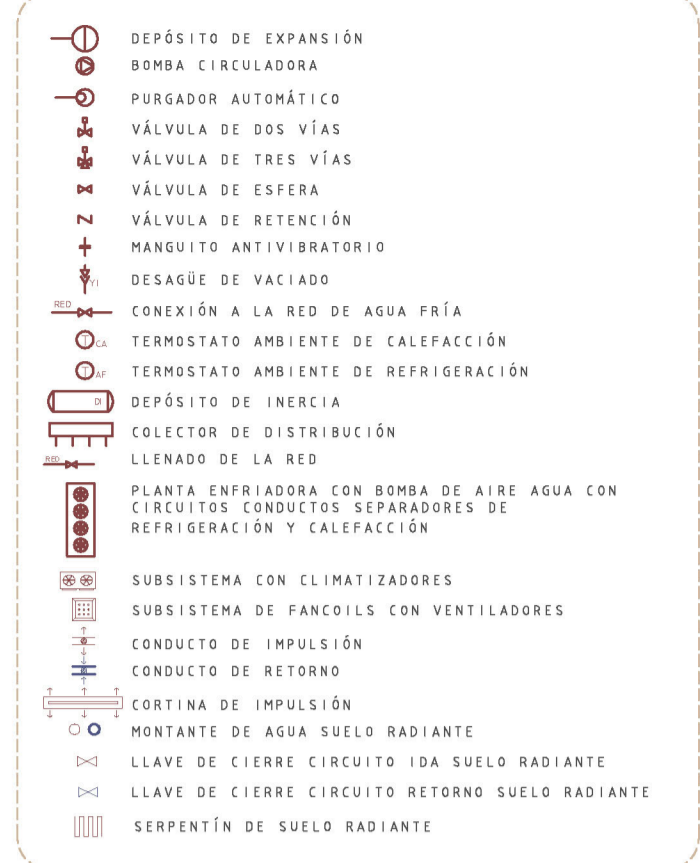 DEPÓSITO DE EXPANSIÓN
BOMBA CIRCULADORA
PURGADOR AUTOMÁTICO
VÁLVULA DE DOS VÍAS
VÁLVULA DE TRES VÍAS
VÁLVULA DE ESFERA
VÁLVULA DE RETENCIÓN
MANGUITO ANTIVIBRATORIO
YI DESAGÜE DE VACIADO
RED CONEXIÓN A LA RED DE AGUA FRÍA
T CA TERMOSTATO AMBIENTE DE CALEFACCIÓN
T AF TERMOSTATO AMBIENTE DE REFRIGERACIÓN
DI DEPÓSITO DE INERCIA
COLECTOR DE DISTRIBUCIÓN
RED LLENADO DE LA RED
PLANTA ENFRIADORA CON BOMBA DE AIRE AGUA CON
CIRCUITOS CONDUCTOS SEPARADORES DE
REFRIGERACIÓN Y CALEFACCIÓN
SUBSISTEMA CON CLIMATIZADORES
SUBSISTEMA DE FANCOILS CON VENTILADORES
CONDUCTO DE IMPULSIÓN
CONDUCTO DE RETORNO
CORTINA DE IMPULSIÓN
MONTANTE DE AGUA SUELO RADIANTE
LLAVE DE CIERRE CIRCUITO IDA SUELO RADIANTE
LLAVE DE CIERRE CIRCUITO RETORNO SUELO RADIANTE
SERPENTÍN DE SUELO RADIANTE